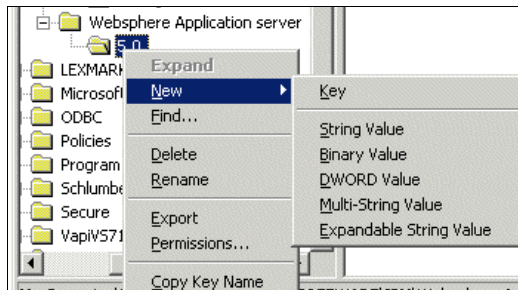 Websphere Application server
5.0
LEXMARK
Expand
Microsoft
New
Key
ODBC
Find...
Policies
String Value
Program
Delete
Binary Value
Rename
DWORD Value
Schlumbe
Multi-String Value
Secure
Export
Expandable String Value
VapiVS71
Permissions...
Copy Key Name